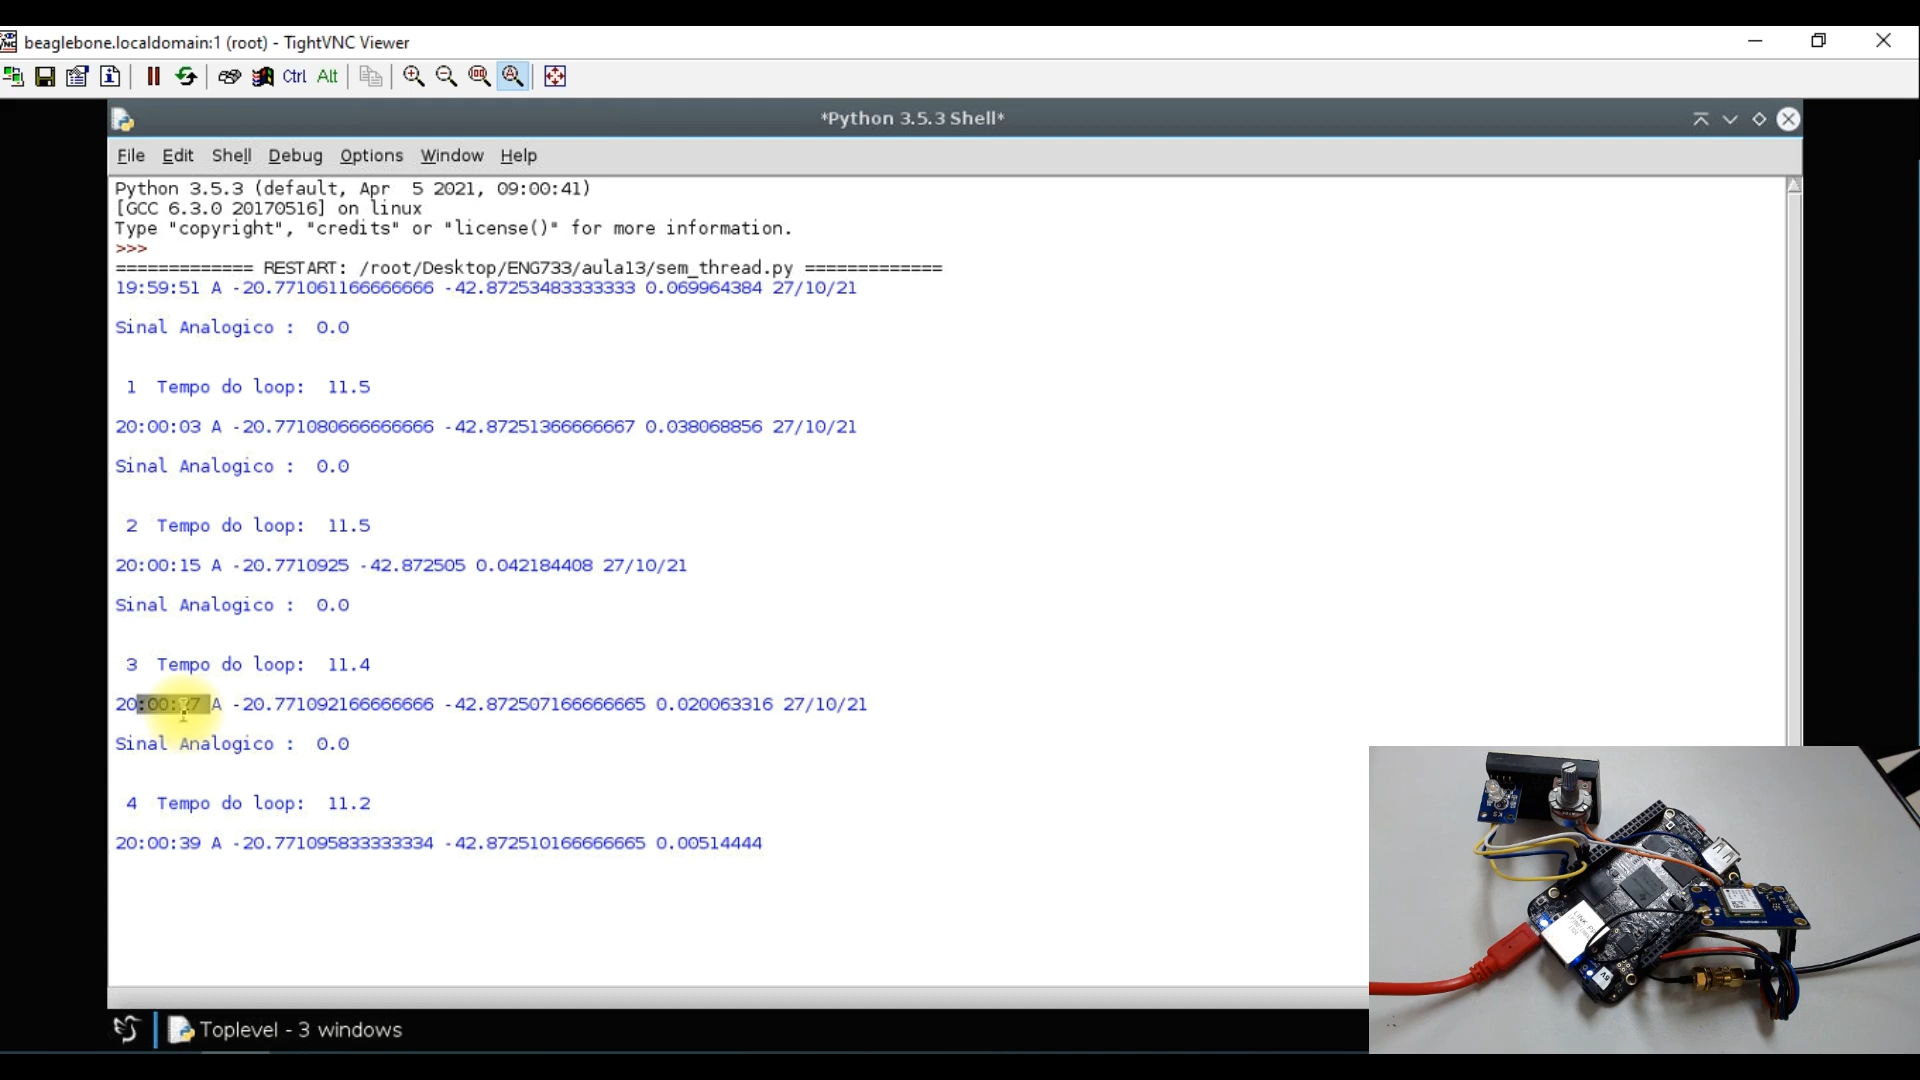 beaglebone.localdomain:1 (root) - TightVNC Viewer
Ctrl Alt
*Python 3.5.3 Shell*
File Edit Shell Debug Options Window Help
Python 3.5.3 (default, Apr  5 2021, 09:00:41)
[GCC 6.3.0 20170516] on linux
Type "copyright", "credits" or "license()" for more information.
>>>
============= RESTART: /root/Desktop/ENG733/aula13/sem_thread.py =============
19:59:51 A -20.771061166666666 -42.87253483333333 0.069964384 27/10/21
Sinal Analogico :  0.0
1  Tempo do loop:  11.5
20:00:03 A -20.771080666666666 -42.87251366666667 0.038068856 27/10/21
Sinal Analogico :  0.0
2  Tempo do loop:  11.5
20:00:15 A -20.7710925 -42.872505 0.042184408 27/10/21
Sinal Analogico :  0.0
3  Tempo do loop:  11.4
20:00:27 A -20.771092166666666 -42.872507166666665 0.020063316 27/10/21
Sinal Analogico :  0.0
4  Tempo do loop:  11.2
20:00:39 A -20.771095833333334 -42.872510166666665 0.00514444
Toplevel - 3 windows